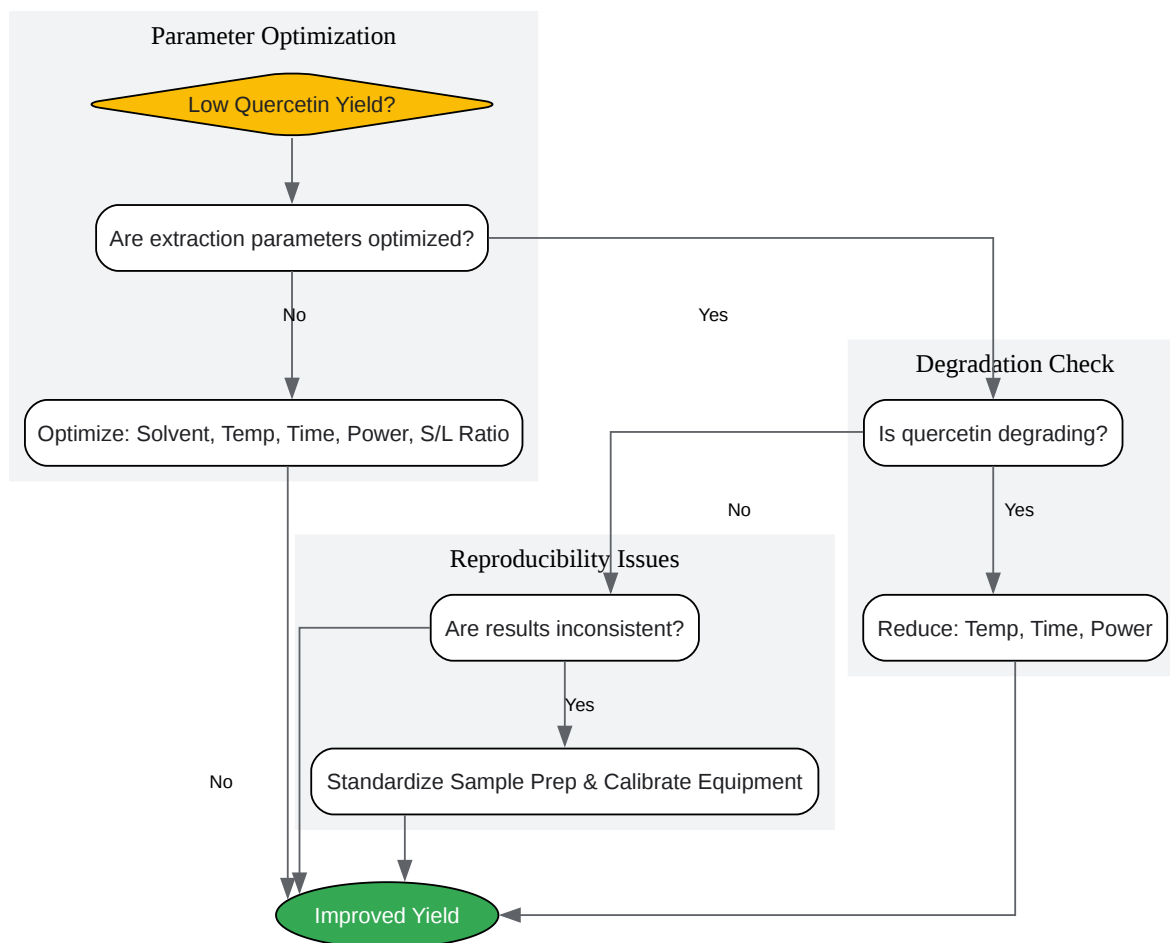 Parameter Optimization
Low Quercetin Yield?
Are extraction parameters optimized?
No
Yes
Degradation Check
Optimize: Solvent, Temp, Time, Power, S/L Ratio
Is quercetin degrading?
No
Yes
Reproducibility Issues
Are results inconsistent?
Reduce: Temp, Time, Power
Yes
No
Standardize Sample Prep & Calibrate Equipment
Improved Yield